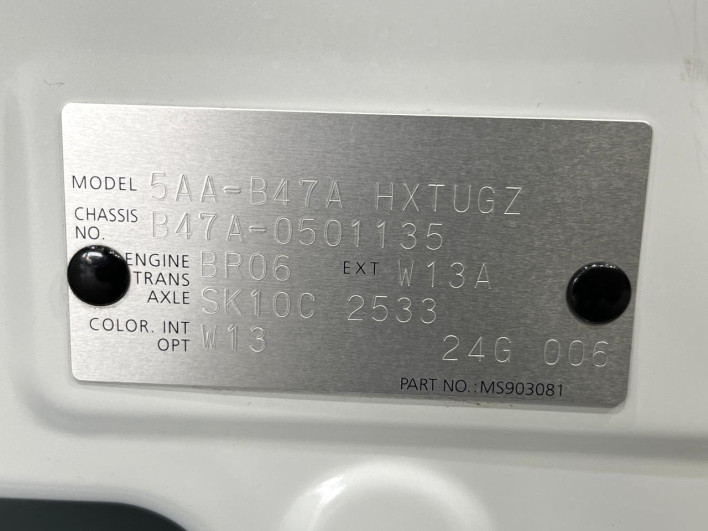 MODEL 5AA-B47A HXTUGZ
CHASSIS NO. B47A-0501135
ENGINE BR06 EXT W13A
TRANS AXLE SK10C 2533
COLOR. INT W13
OPT 24G 006
PART NO.: MS903081